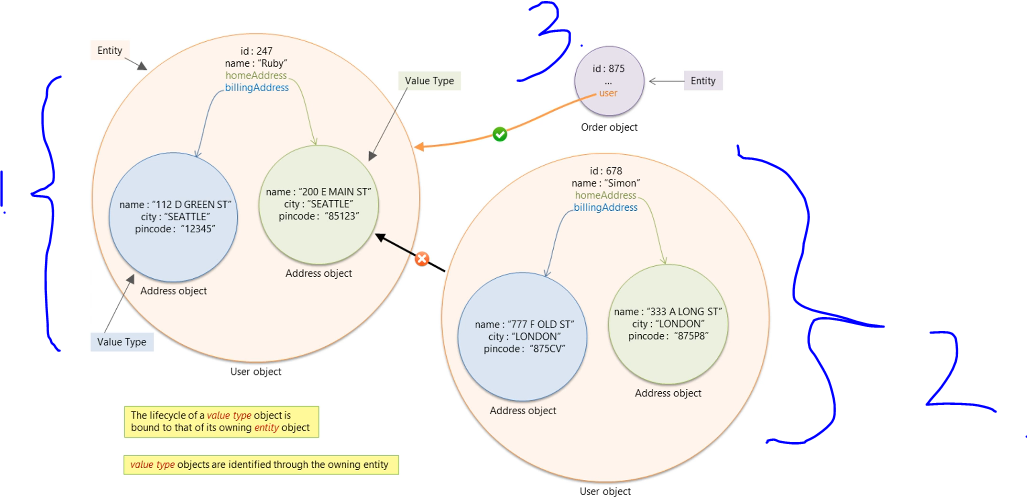 3.
Entity
id : 247
name : "Ruby"
homeAddress
billingAddress
Value Type
name : "112 D GREEN ST"
city : "SEATTLE"
pincode : "12345"
Address object
name : "200 E MAIN ST"
city : "SEATTLE"
pincode : "85123"
Address object
Value Type
User object
1.
id : 875
...
user
Entity
Order object
id : 678
name : "Simon"
homeAddress
billingAddress
name : "777 F OLD ST"
city : "LONDON"
pincode : "875CV"
Address object
name : "333 A LONG ST"
city : "LONDON"
pincode : "875P8"
Address object
User object
2
The lifecycle of a value type object is
bound to that of its owning entity object
value type objects are identified through the owning entity